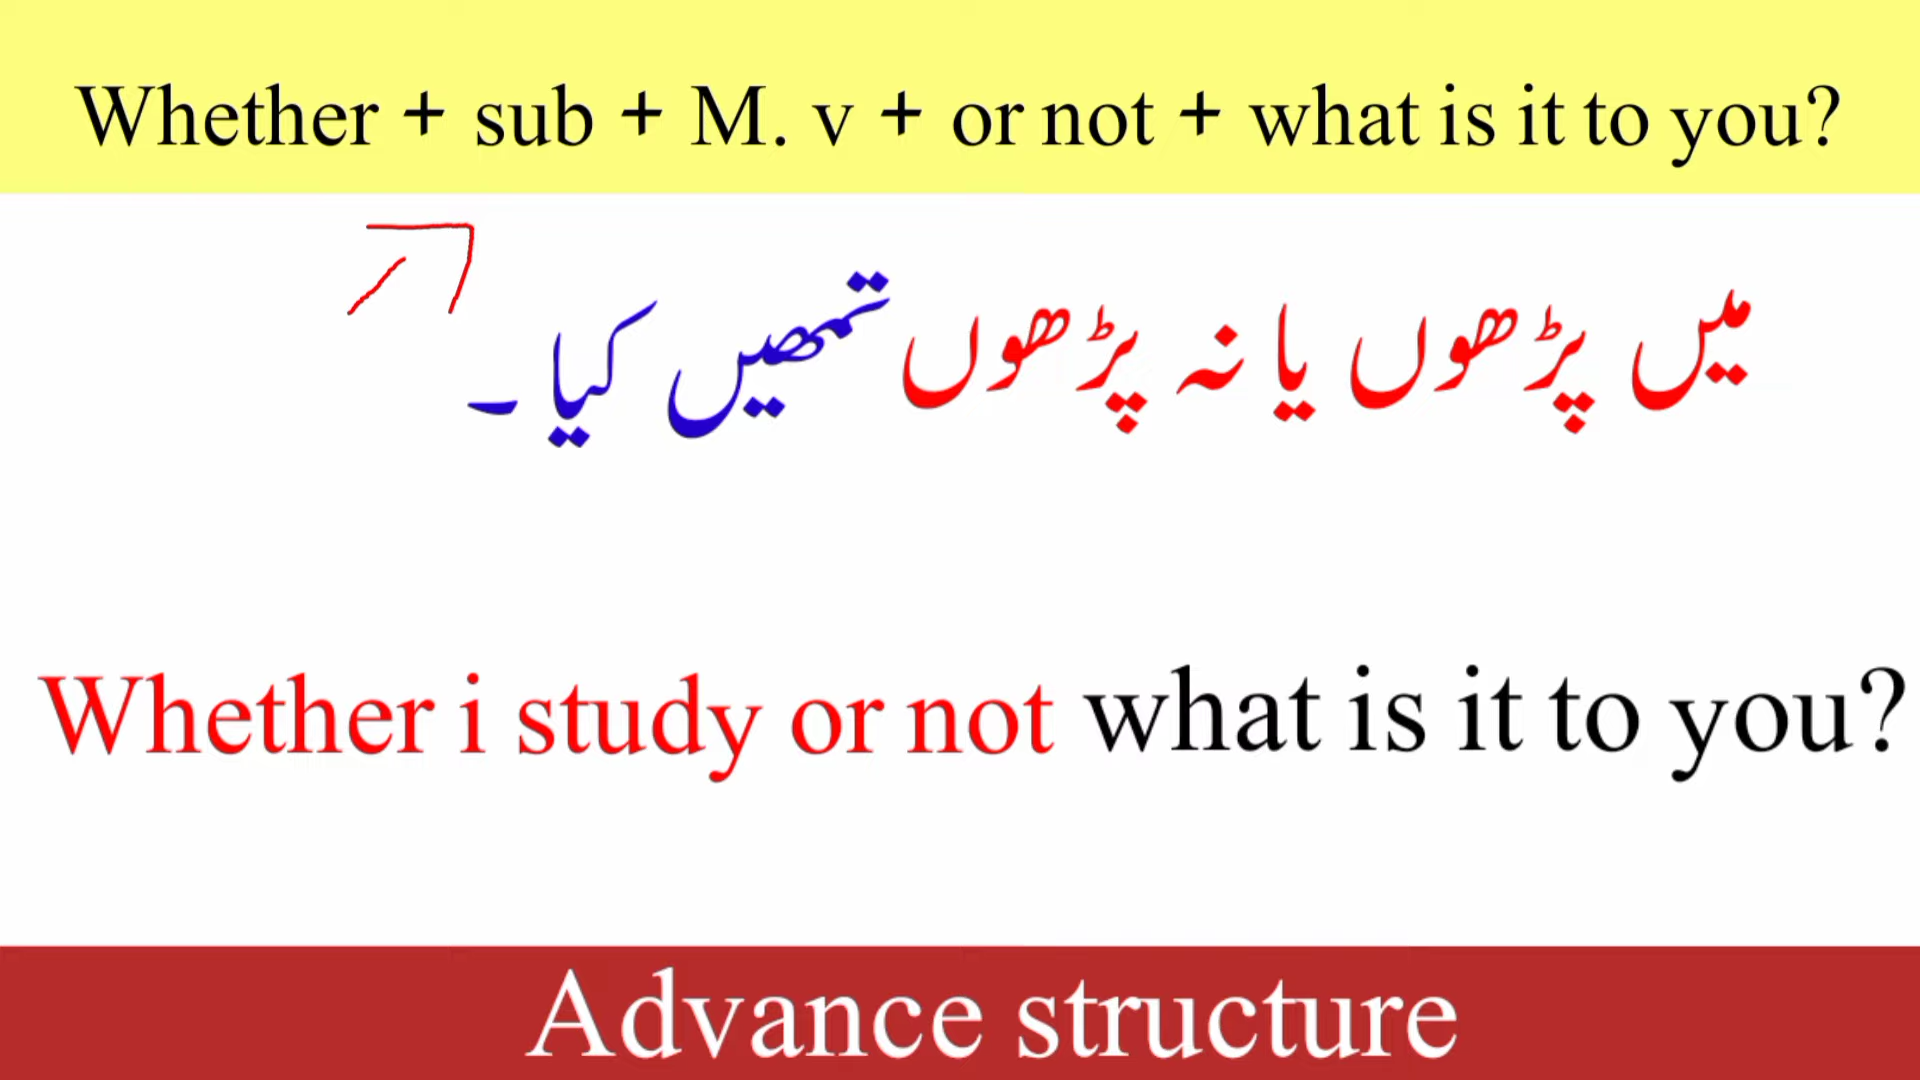 Whether + sub + M. v + or not + what is it to you?
میں پڑھوں یا نہ پڑھوں تمھیں کیا ۔
Whether i study or not what is it to you?
Advance structure